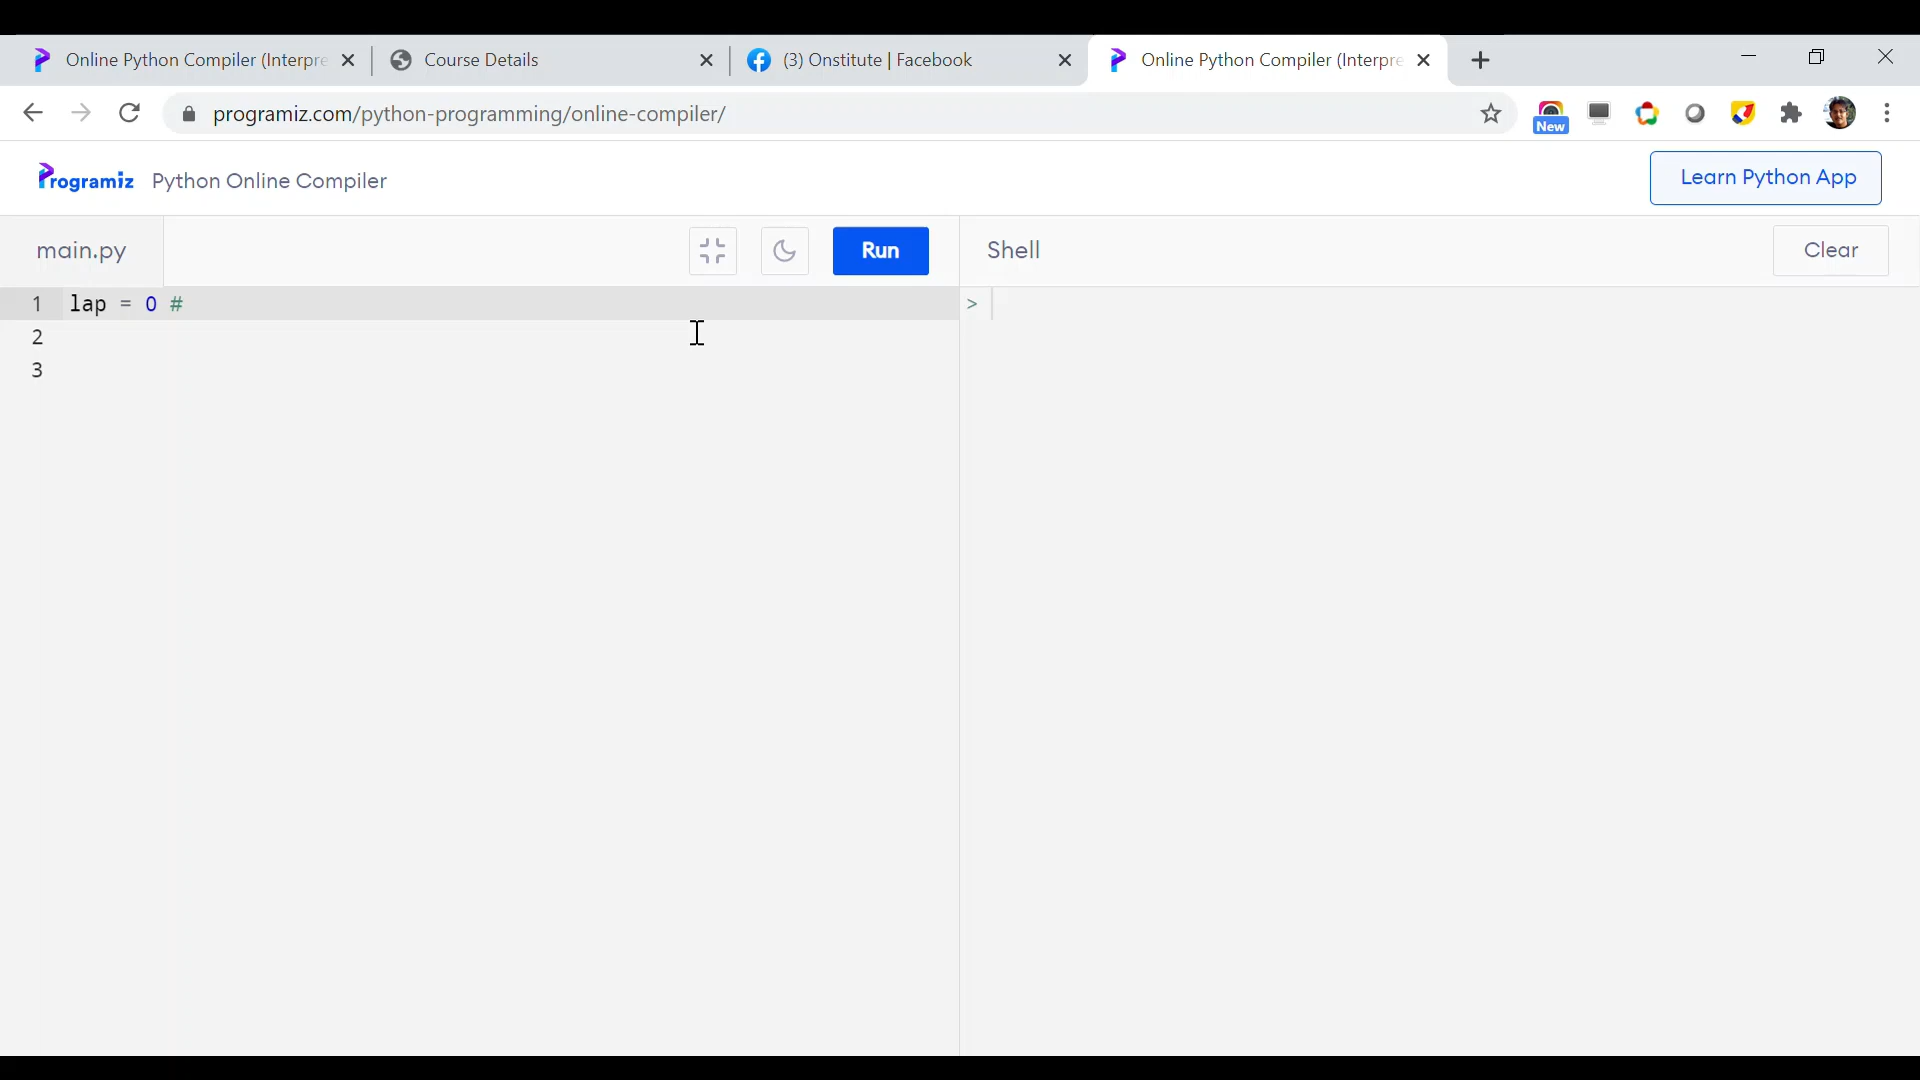 Online Python Compiler (Interpre
Course Details
(3) Onstitute | Facebook
Online Python Compiler (Interpre
programiz.com/python-programming/online-compiler/
New
Programiz Python Online Compiler
Learn Python App
main.py
Run
Shell
Clear
1 lap = 0 #
>
2
3